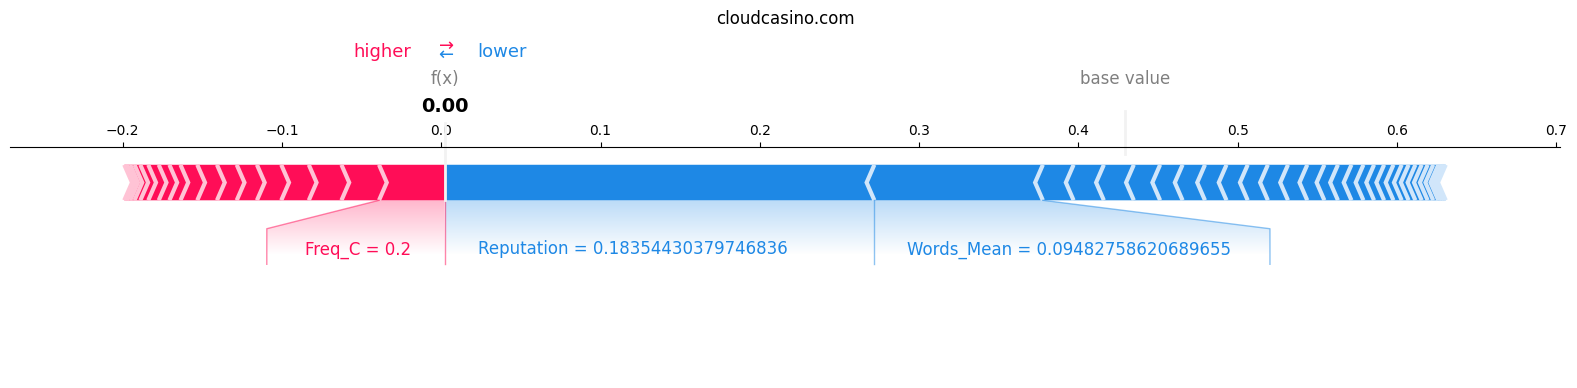 cloudcasino.com
higher → ← lower
f(x) base value
0.00
−0.2 −0.1 0.0 0.1 0.2 0.3 0.4 0.5 0.6 0.7
Freq_C = 0.2 Reputation = 0.18354430379746836 Words_Mean = 0.09482758620689655